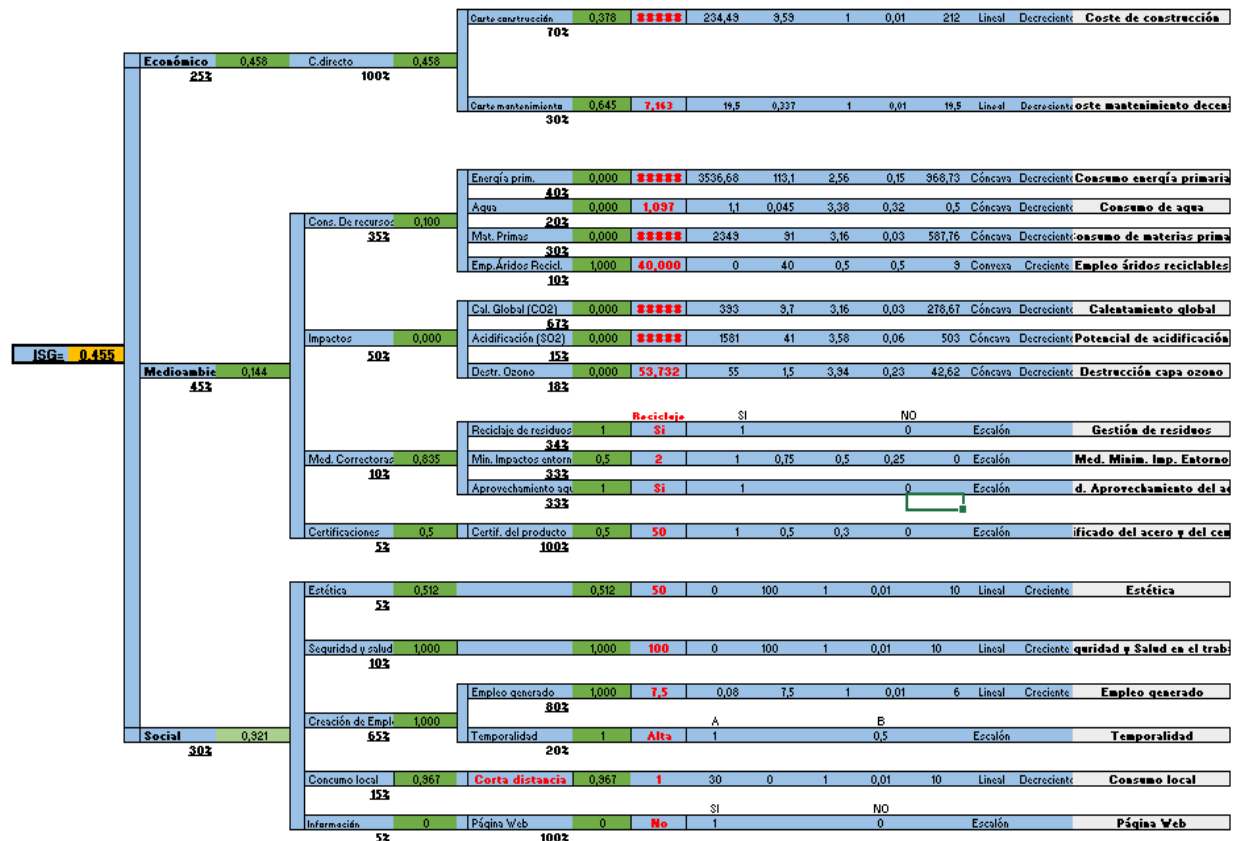 Coste construcción 0,378 ##### 234,49 9,59 1 0,01 212 Lineal Decreciente Coste de construcción
70%
Económico 0,458 C.directo 0,458
25% 100%
Coste mantenimiento 0,645 7,163 19,5 0,337 1 0,01 19,5 Lineal Decreciente oste mantenimiento decen
30%
Energía prim. 0,000 ##### 3536,68 113,1 2,56 0,15 968,73 Cóncava Decreciente Consumo energía primaria
40%
Agua 0,000 1,097 1,1 0,045 3,38 0,32 0,5 Cóncava Decreciente Consumo de agua
Cons. De recursos 0,100
20%
35%
Mat. Primas 0,000 ##### 2349 91 3,16 0,03 587,76 Cóncava Decreciente onsumo de materias prima
30%
Emp.Áridos Recicl. 1,000 40,000 0 40 0,5 0,5 9 Convexa Creciente Empleo áridos reciclables
10%
Cal. Global (CO2) 0,000 ##### 393 9,7 3,16 0,03 278,67 Cóncava Decreciente Calentamiento global
67%
Impactos 0,000 Acidificación (SO2) 0,000 ##### 1581 41 3,58 0,06 503 Cóncava Decreciente Potencial de acidificación
ISG= 0,455
50% 15%
Medioambie 0,144 Destr. Ozono 0,000 53,732 55 1,5 3,94 0,23 42,62 Cóncava Decreciente Destrucción capa ozono
45% 18%
Reciclaje SI NO
Reciclaje de residuos 1 Si 1 0 Escalón Gestión de residuos
34%
Med. Correctoras 0,835 Min. Impactos entorn 0,5 2 1 0,75 0,5 0,25 0 Escalón Med. Minim. Imp. Entorno
10% 33%
Aprovechamiento agu 1 Si 1 0 Escalón d. Aprovechamiento del a
33%
Certificaciones 0,5 Certif. del producto 0,5 50 1 0,5 0,3 0 Escalón ificado del acero y del cem
5% 100%
Estética 0,512 0,512 50 0 100 1 0,01 10 Lineal Creciente Estética
5%
Seguridad y salud 1,000 1,000 100 0 100 1 0,01 10 Lineal Creciente guridad y Salud en el trab
10%
Empleo generado 1,000 7,5 0,08 7,5 1 0,01 6 Lineal Creciente Empleo generado
80%
Creación de Empl 1,000 A B
Social 0,921 65% Temporalidad 1 Alta 1 0,5 Escalón Temporalidad
30% 20%
Concumo local 0,967 Corta distancia 0,967 1 30 0 1 0,01 10 Lineal Decreciente Consumo local
15%
SI NO
Información 0 Página Web 0 No 1 0 Escalón Página Web
5% 100%